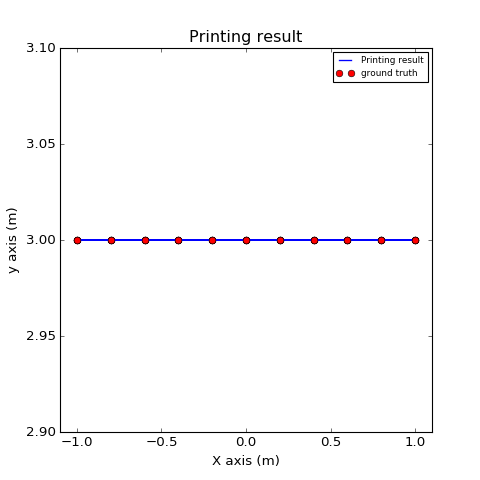 Printing result
Printing result
ground truth
3.10
3.05
3.00
2.95
2.90
y axis (m)
−1.0 −0.5 0.0 0.5 1.0
X axis (m)